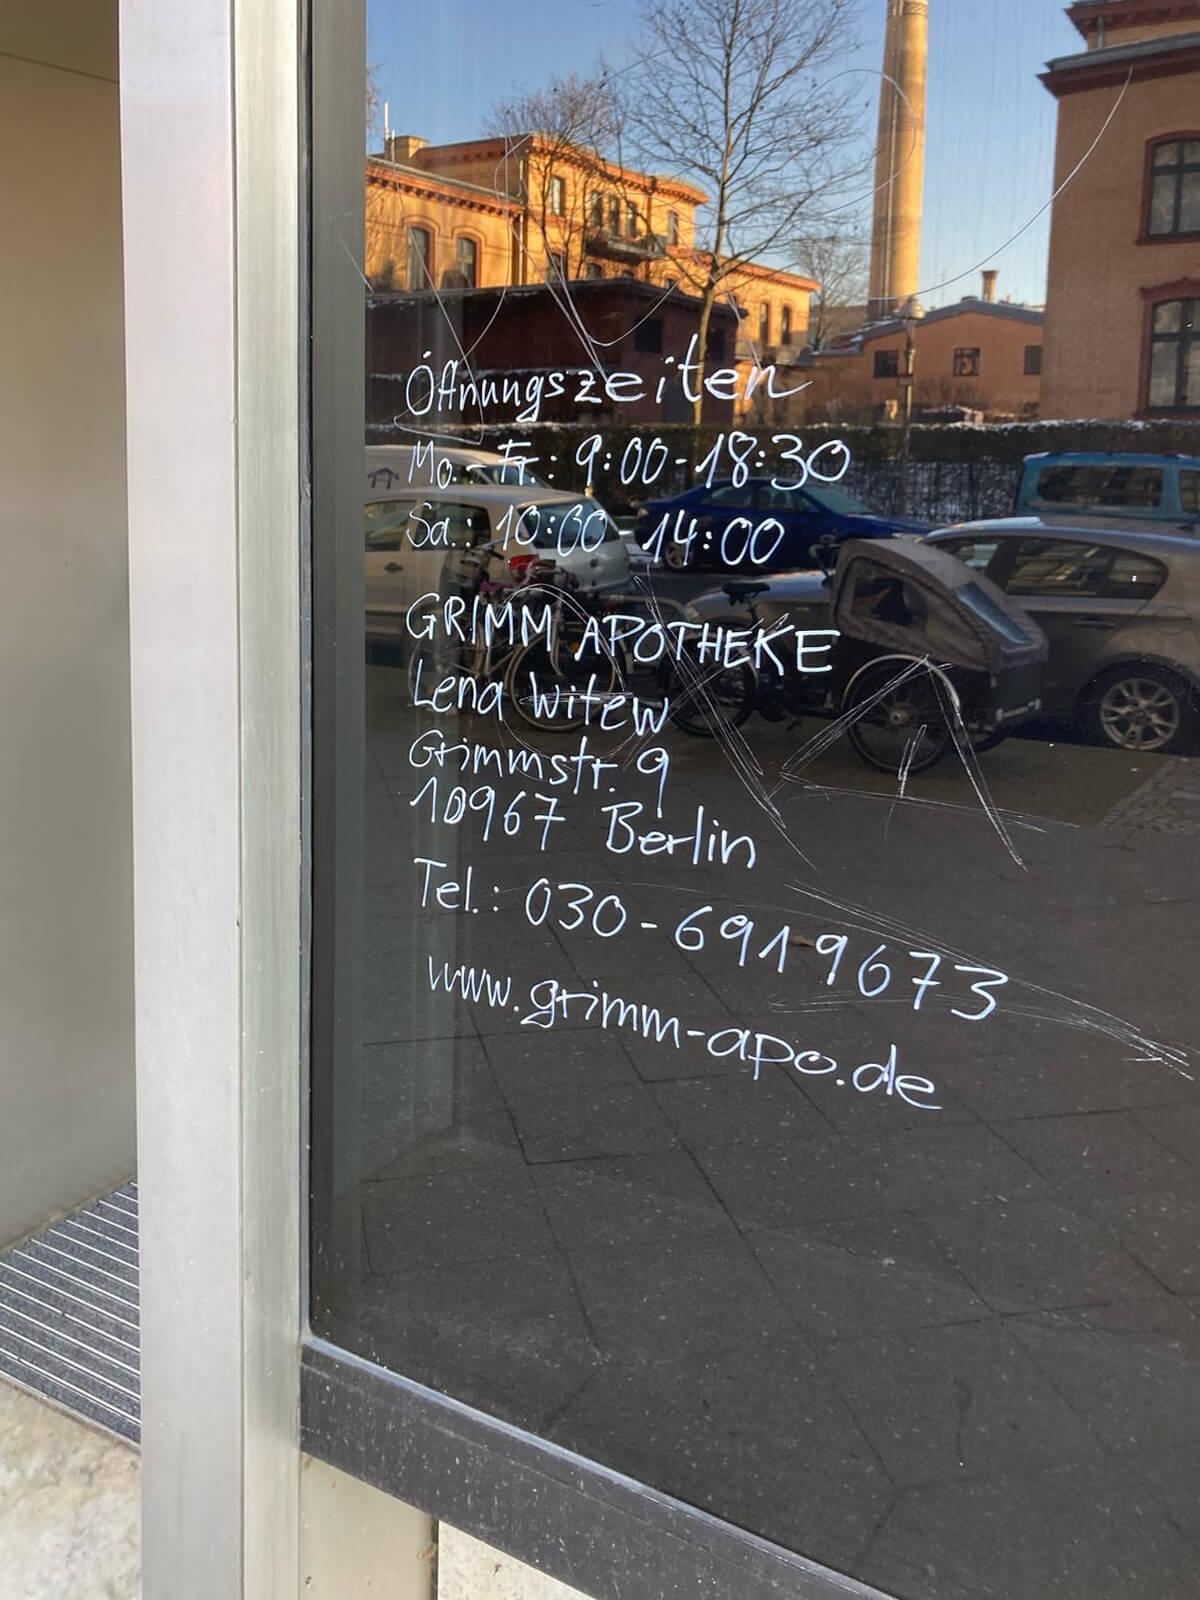 Öffnungszeiten
Mo. - Fr.: 9:00-18:30
Sa.: 10:00 14:00
GRIMM APOTHEKE
Lena Witew
Grimmstr. 9
10967 Berlin
Tel.: 030-6919673
www.grimm-apo.de